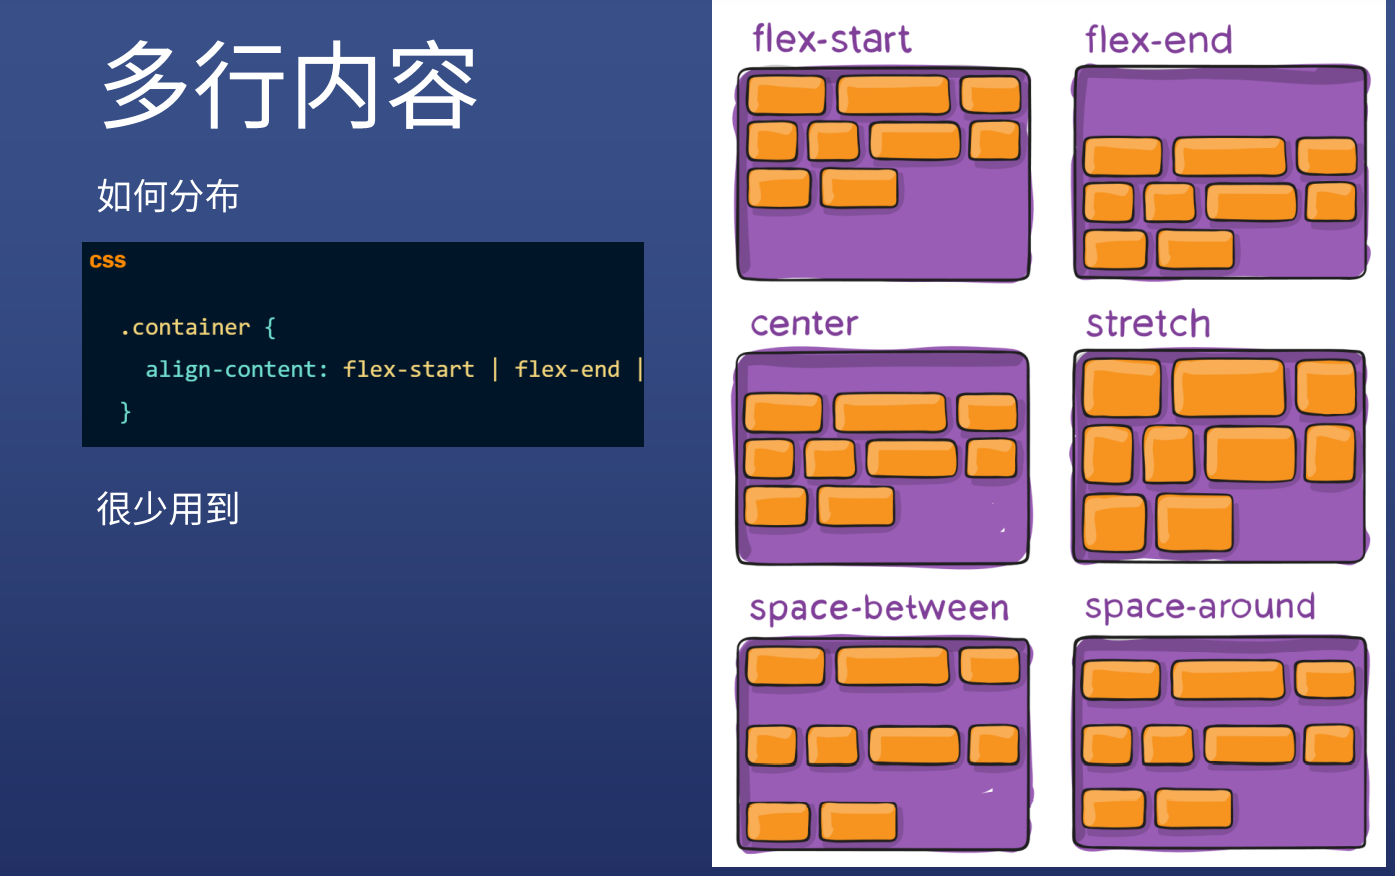 多行内容
如何分布
CSS
.container {
align-content: flex-start | flex-end |
}
很少用到
flex-start
flex-end
center
stretch
space-between
space-around